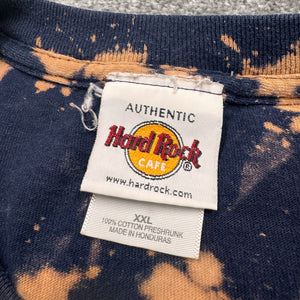 AUTHENTIC
Hard Rock
CAFE
®
www.hardrock.com
XXL
100% COTTON PRESHRUNK
MADE IN HONDURAS